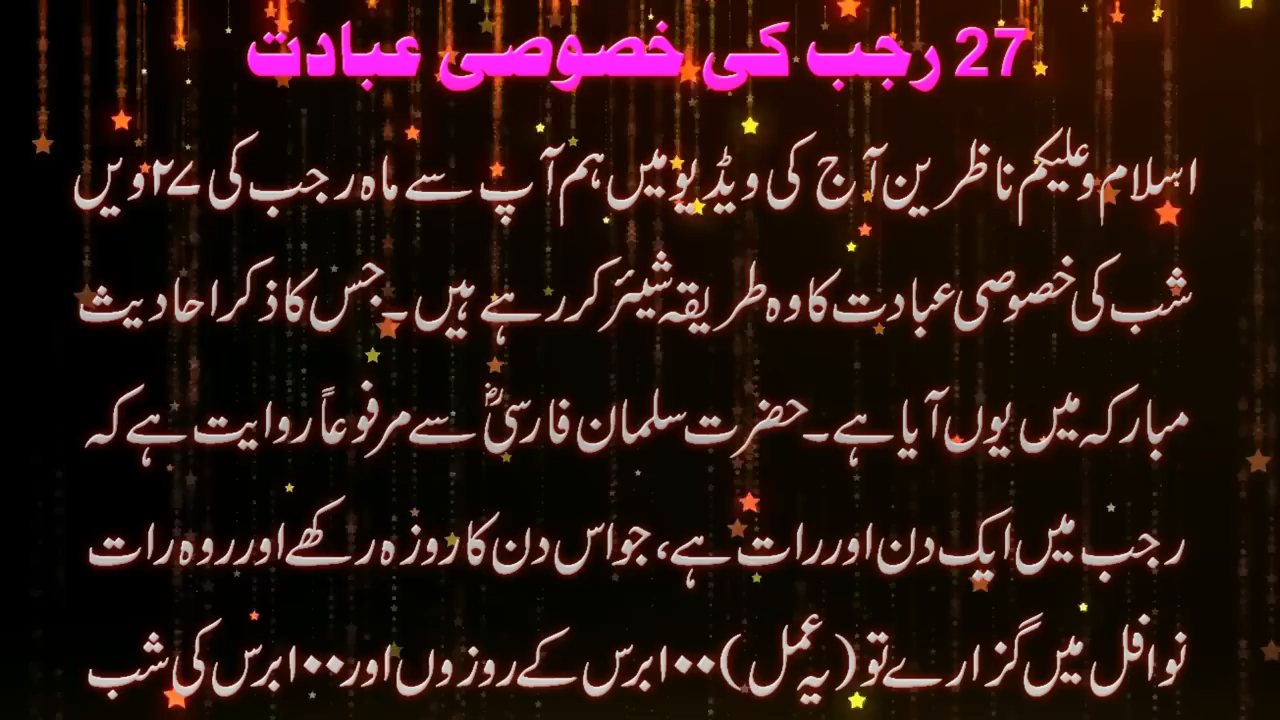 27 رجب کی خصوصی عبادت
اسلام وعلیکم ناظرین آج کی ویڈیو میں ہم آپ سے ماہ رجب کی ۲۷ویں
شب کی خصوصی عبادت کا وہ طریقہ شیئر کررہے ہیں۔جس کا ذکر احادیث
مبارکہ میں یوں آیا ہے۔حضرت سلمان فارسیؓ سے مرفوعاً روایت ہے کہ
رجب میں ایک دن اور رات ہے، جو اس دن کا روزہ رکھے اور روہ رات
نوافل میں گزارے تو (یہ عمل) ۱۰۰ برس کے روزوں اور ۱۰۰ برس کی شب